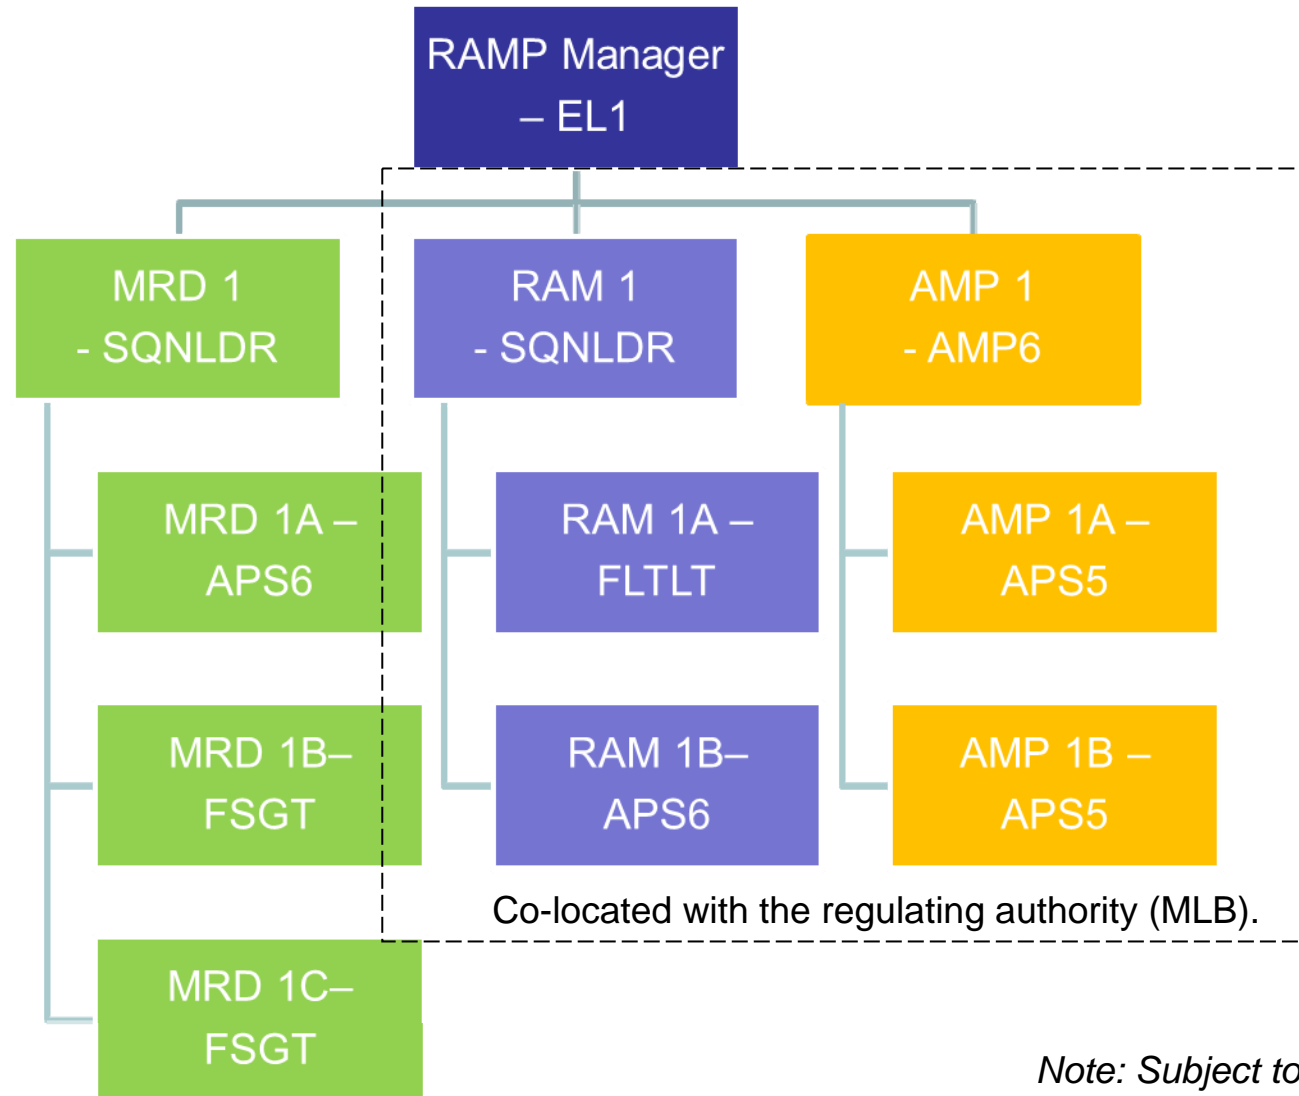 RAMP Manager
– EL1
MRD 1
- SQNLDR
RAM 1
- SQNLDR
AMP 1
- AMP6
MRD 1A –
APS6
RAM 1A –
FLTLT
AMP 1A –
APS5
MRD 1B–
FSGT
RAM 1B–
APS6
AMP 1B –
APS5
Co-located with the regulating authority (MLB).
MRD 1C–
FSGT
Note: Subject to